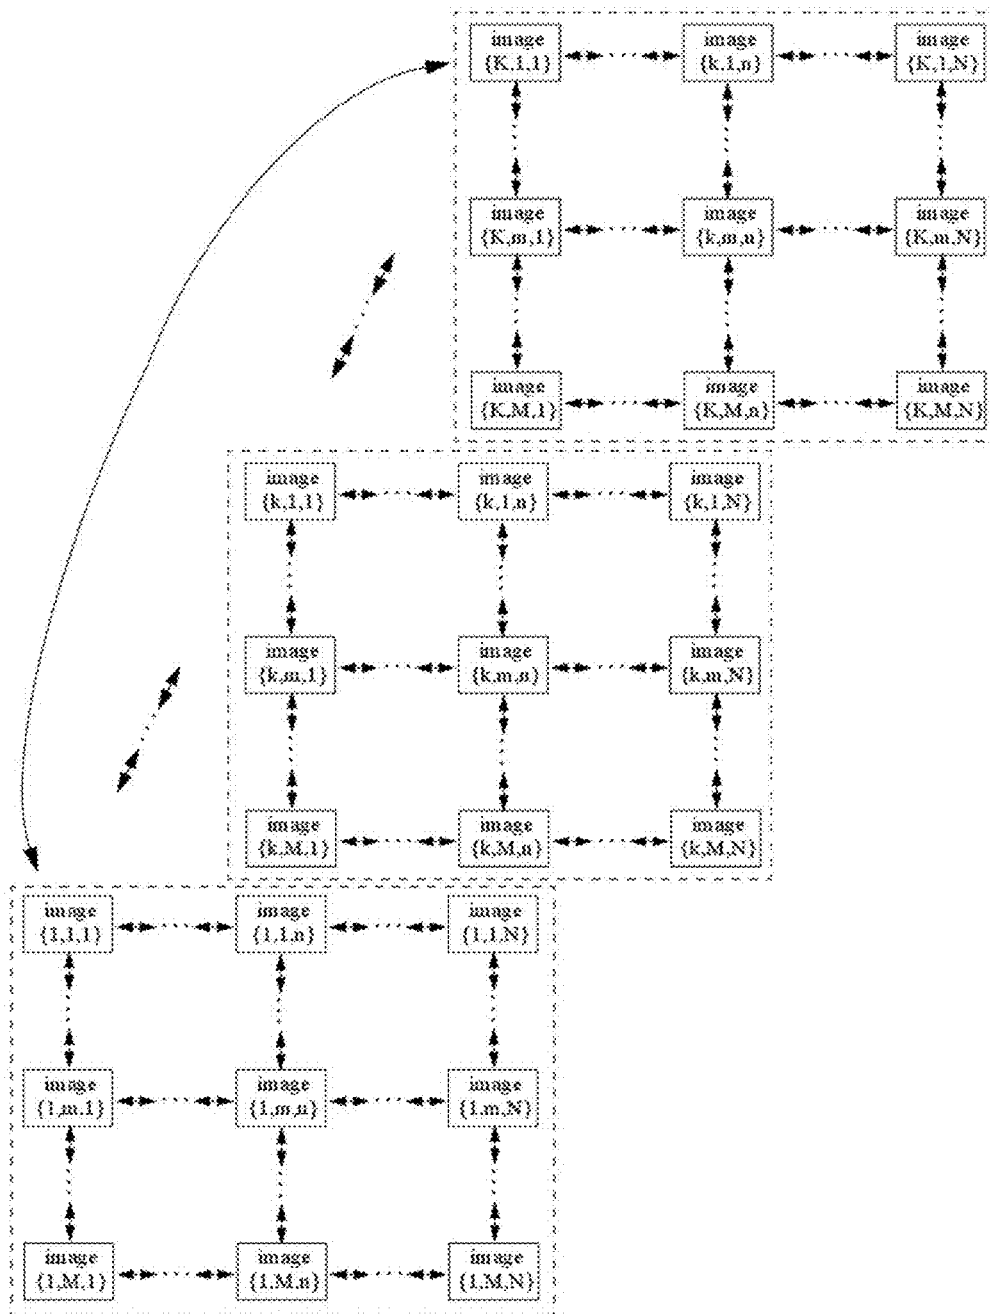 image
{K,1,1}
image
{k,1,n}
image
{K,1,N}
image
{K,m,1}
image
{k,m,n}
image
{K,m,N}
image
{K,M,1}
image
{K,M,n}
image
{K,M,N}
image
{k,1,1}
image
{k,1,n}
image
{k,1,N}
image
{k,m,1}
image
{k,m,n}
image
{k,m,N}
image
{k,M,1}
image
{k,M,n}
image
{k,M,N}
image
{1,1,1}
image
{1,1,n}
image
{1,1,N}
image
{1,m,1}
image
{1,m,n}
image
{1,m,N}
image
{1,M,1}
image
{1,M,n}
image
{1,M,N}